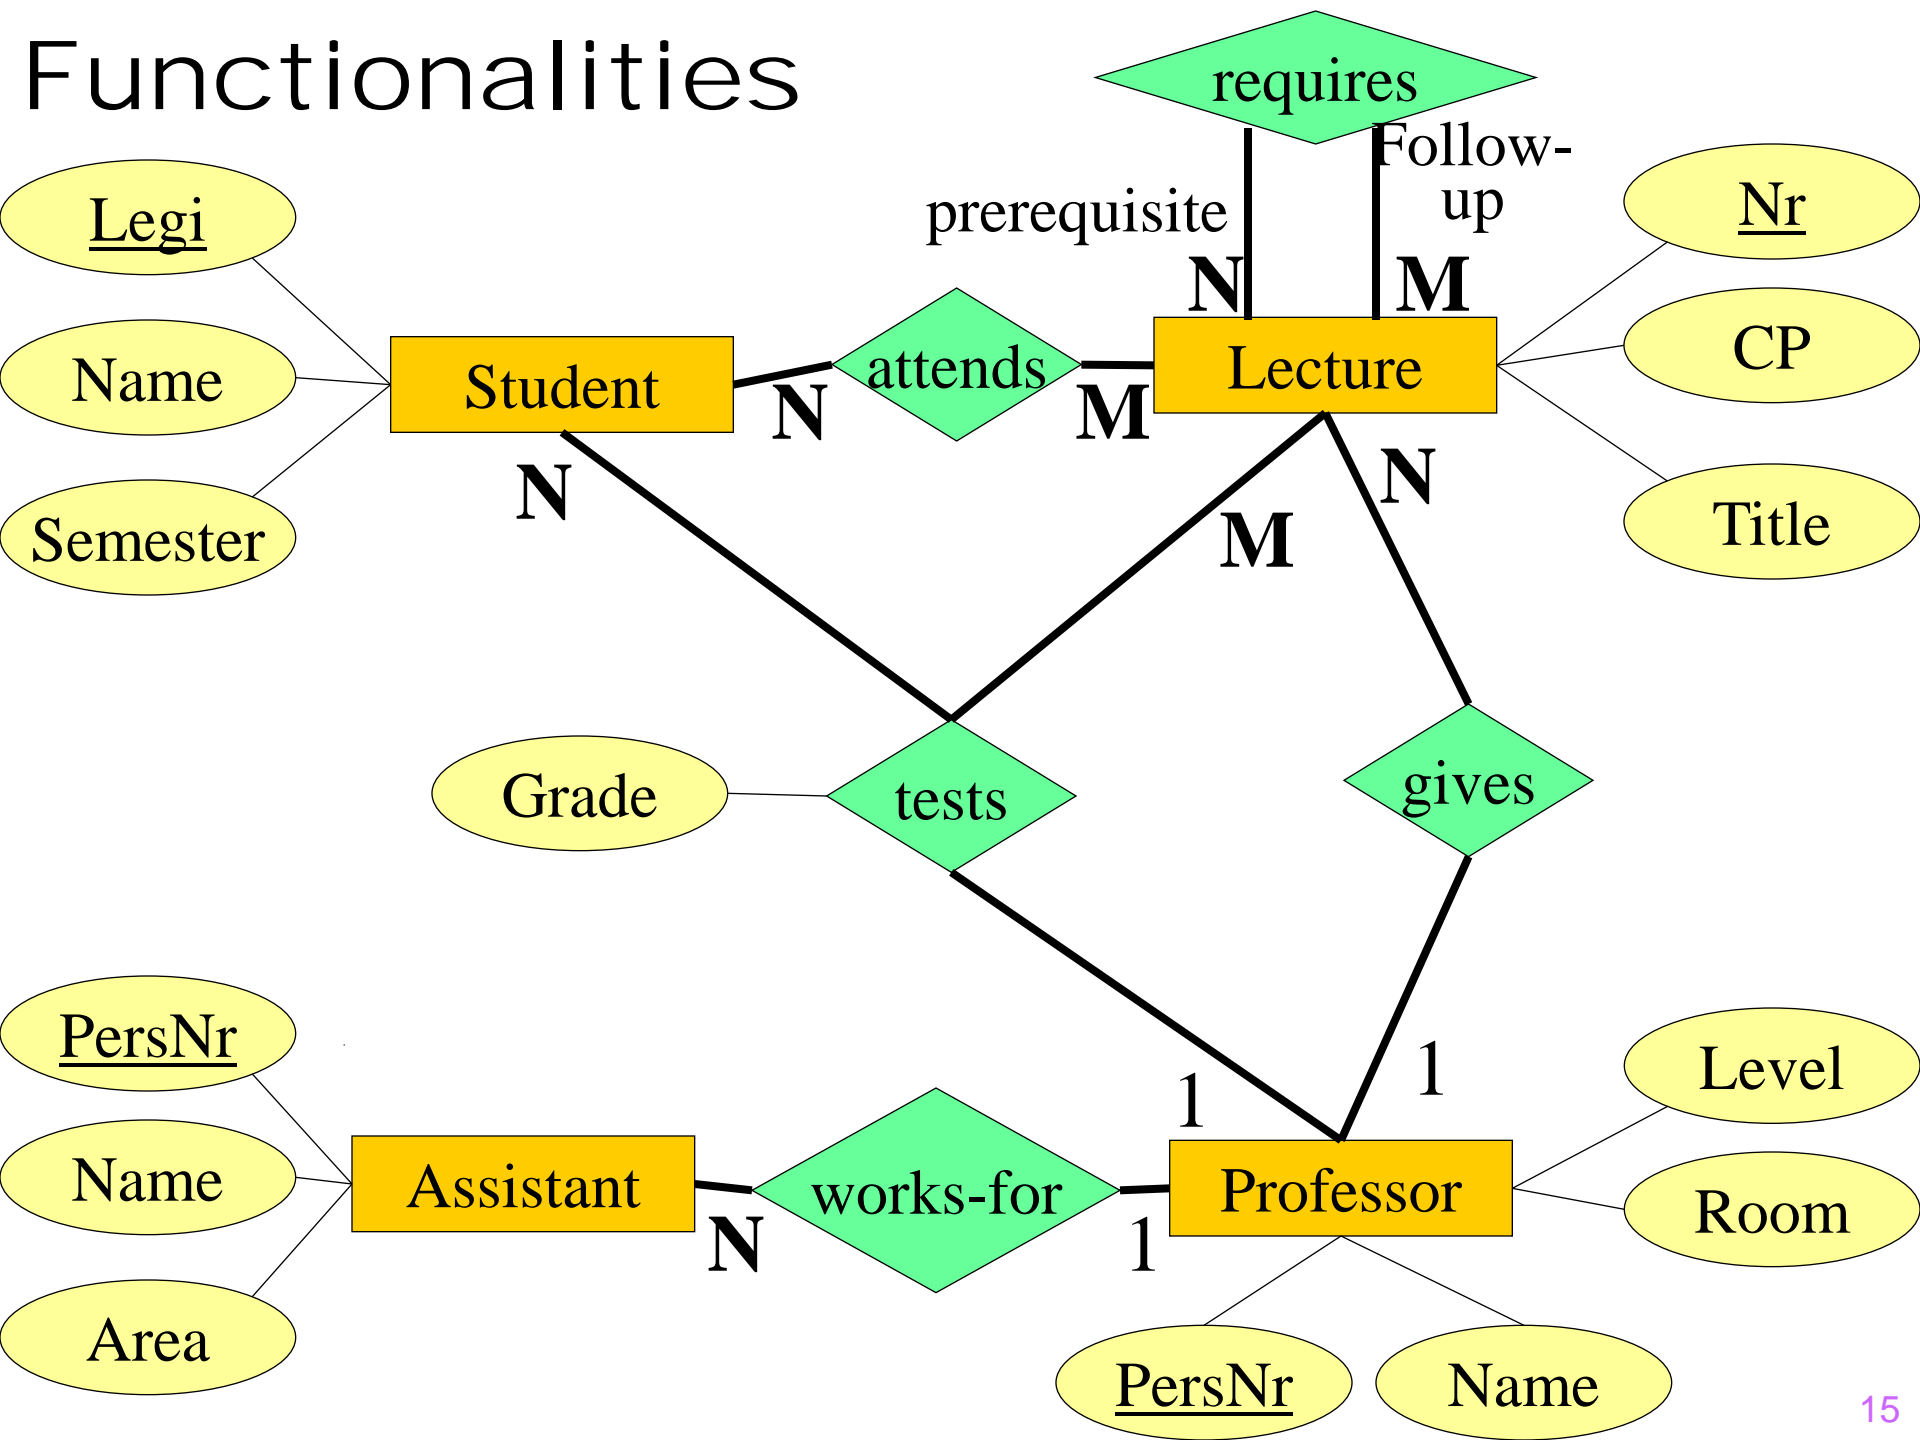 Functionalities
requires
Follow-
up
prerequisite
Legi
Nr
N
M
Name
Student
attends
Lecture
CP
N
M
N
N
M
Semester
Title
Grade
tests
gives
PersNr
1
1
Level
Name
Assistant
works-for
Professor
Room
N
1
Area
PersNr
Name
15